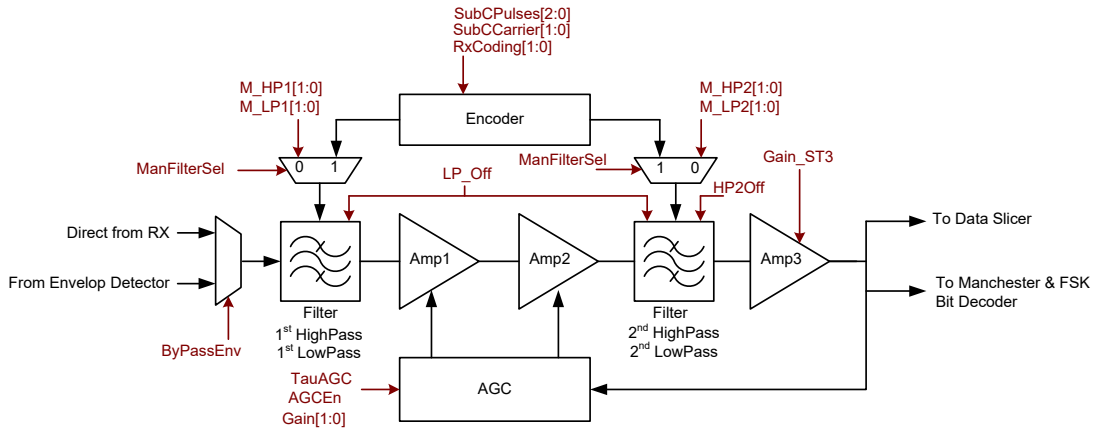 SubCPulses[2:0]
SubCCarrier[1:0]
RxCoding[1:0]
M_HP1[1:0]
M_LP1[1:0]
Encoder
M_HP2[1:0]
M_LP2[1:0]
ManFilterSel
0 1
ManFilterSel
1 0
Gain_ST3
LP_Off
HP2Off
Direct from RX
From Envelop Detector
ByPassEnv
Amp1
Amp2
Amp3
To Data Slicer
To Manchester & FSK
Bit Decoder
Filter
1st HighPass
1st LowPass
Filter
2nd HighPass
2nd LowPass
TauAGC
AGCEn
Gain[1:0]
AGC